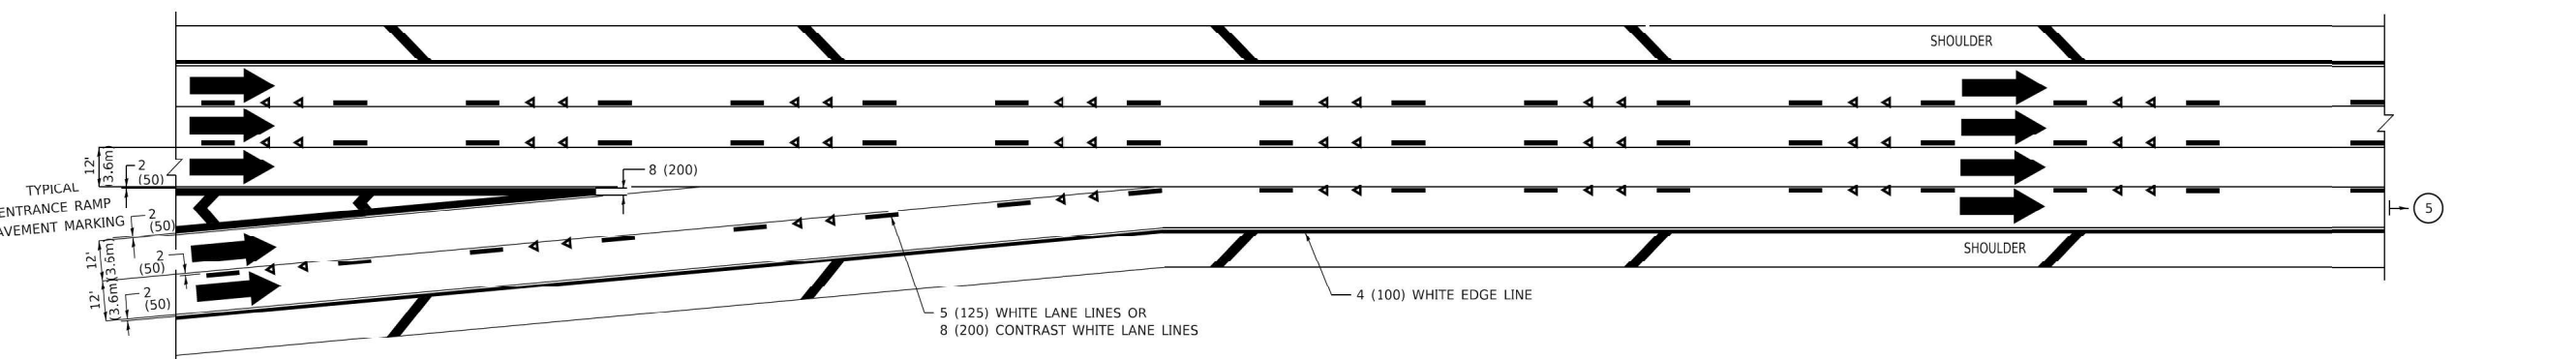 SHOULDER
12'
(3.6m)
2
(50)
8 (200)
TYPICAL
ENTRANCE RAMP
AVEMENT MARKING
2
(50)
5
12'
(3.6m)
2
(50)
SHOULDER
12'
(3.6m)
2
(50)
4 (100) WHITE EDGE LINE
5 (125) WHITE LANE LINES OR
8 (200) CONTRAST WHITE LANE LINES